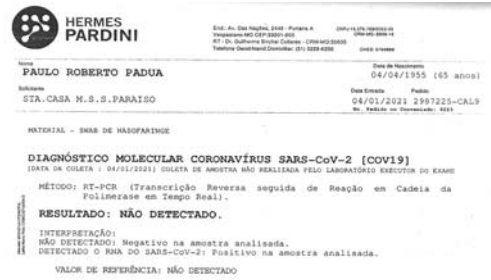 HERMES
PARDINI
Nome
PAULO ROBERTO PADUA
Data de Nascimento
04/04/1955 (65 anos)
Solicitante
STA.CASA M.S.S.PARAISO
Data Entrada Pedido
04/01/2021 2987225-CAL9
MATERIAL - SWAB DE NASOFARINGE
DIAGNÓSTICO MOLECULAR CORONAVÍRUS SARS-CoV-2 [COV19]
[DATA DA COLETA : 04/01/2021] COLETA DE AMOSTRA NÃO REALIZADA PELO LABORATÓRIO EXECUTOR DO EXAME
MÉTODO: RT-PCR (Transcrição Reversa seguida de Reação em Cadeia da
Polimerase em Tempo Real).
RESULTADO: NÃO DETECTADO.
INTERPRETAÇÃO:
NÃO DETECTADO: Negativo na amostra analisada.
DETECTADO O RNA DO SARS-CoV-2: Positivo na amostra analisada.
VALOR DE REFERÊNCIA: NÃO DETECTADO